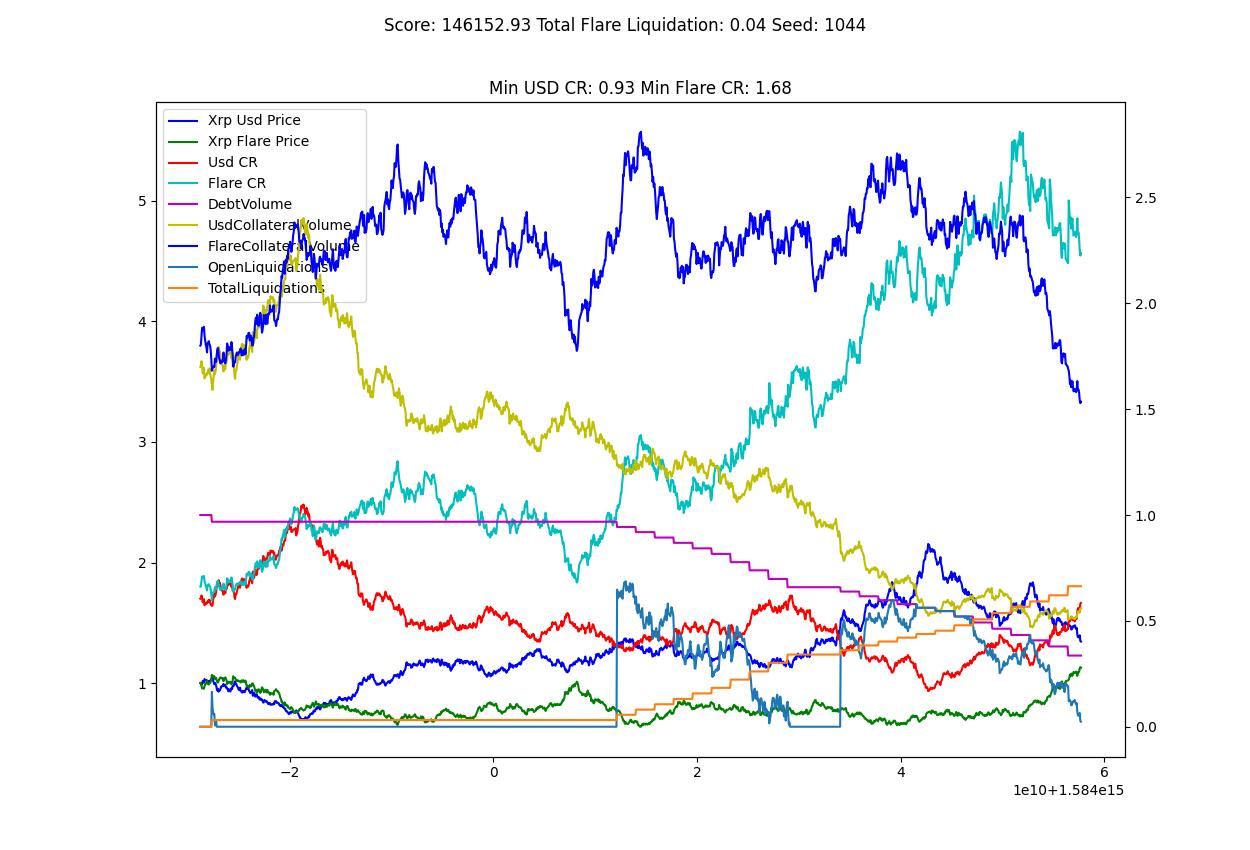 Score: 146152.93 Total Flare Liquidation: 0.04 Seed: 1044
Min USD CR: 0.93 Min Flare CR: 1.68
Xrp Usd Price
Xrp Flare Price
Usd CR
Flare CR
DebtVolume
UsdCollateralVolume
FlareCollateralVolume
OpenLiquidations
TotalLiquidations
5
4
3
2
1
2.5
2.0
1.5
1.0
0.5
0.0
−2
0
2
4
6
1e10+1.584e15